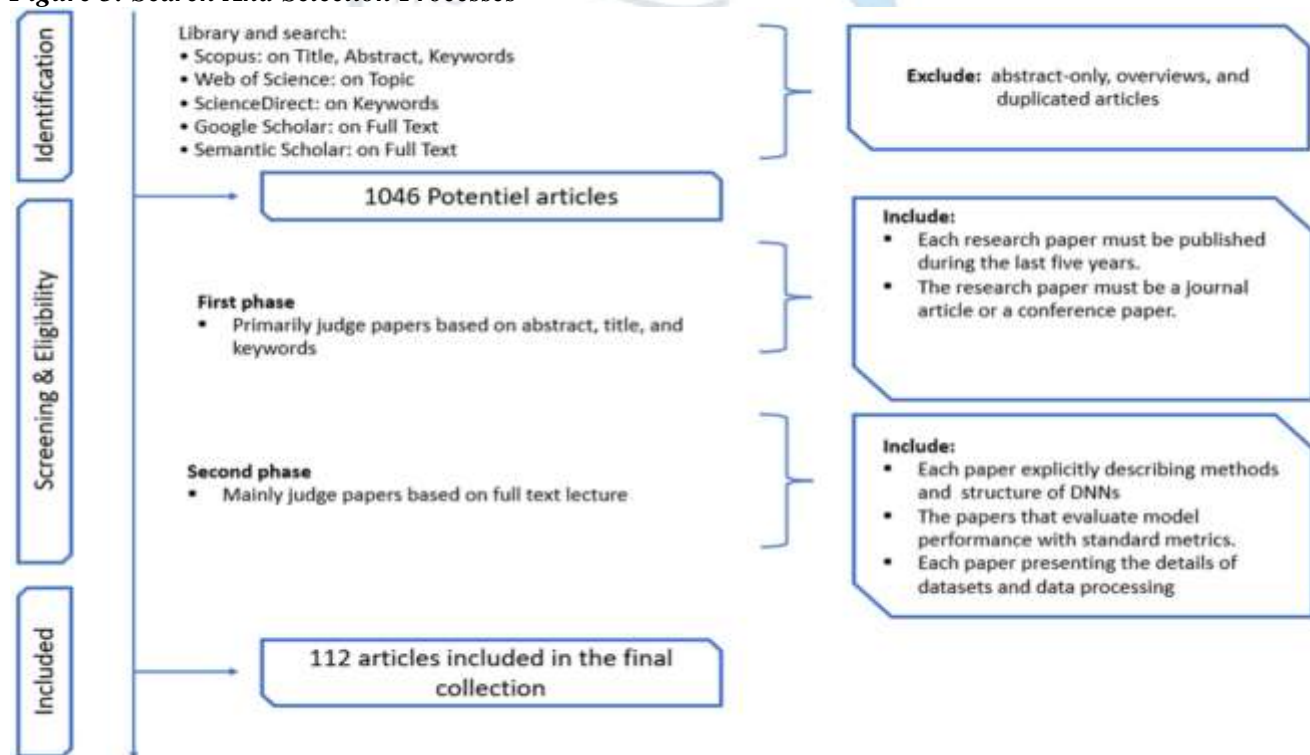 Figure 3: Search And Selection Processes
Identification
Library and search:
• Scopus: on Title, Abstract, Keywords
• Web of Science: on Topic
• ScienceDirect: on Keywords
• Google Scholar: on Full Text
• Semantic Scholar: on Full Text
Exclude: abstract-only, overviews, and
duplicated articles
1046 Potentiel articles
Screening & Eligibility
First phase
▪ Primarily judge papers based on abstract, title, and
keywords
Include:
▪ Each research paper must be published
during the last five years.
▪ The research paper must be a journal
article or a conference paper.
Second phase
▪ Mainly judge papers based on full text lecture
Include:
▪ Each paper explicitly describing methods
and structure of DNNs
▪ The papers that evaluate model
performance with standard metrics.
▪ Each paper presenting the details of
datasets and data processing
Included
112 articles included in the final
collection